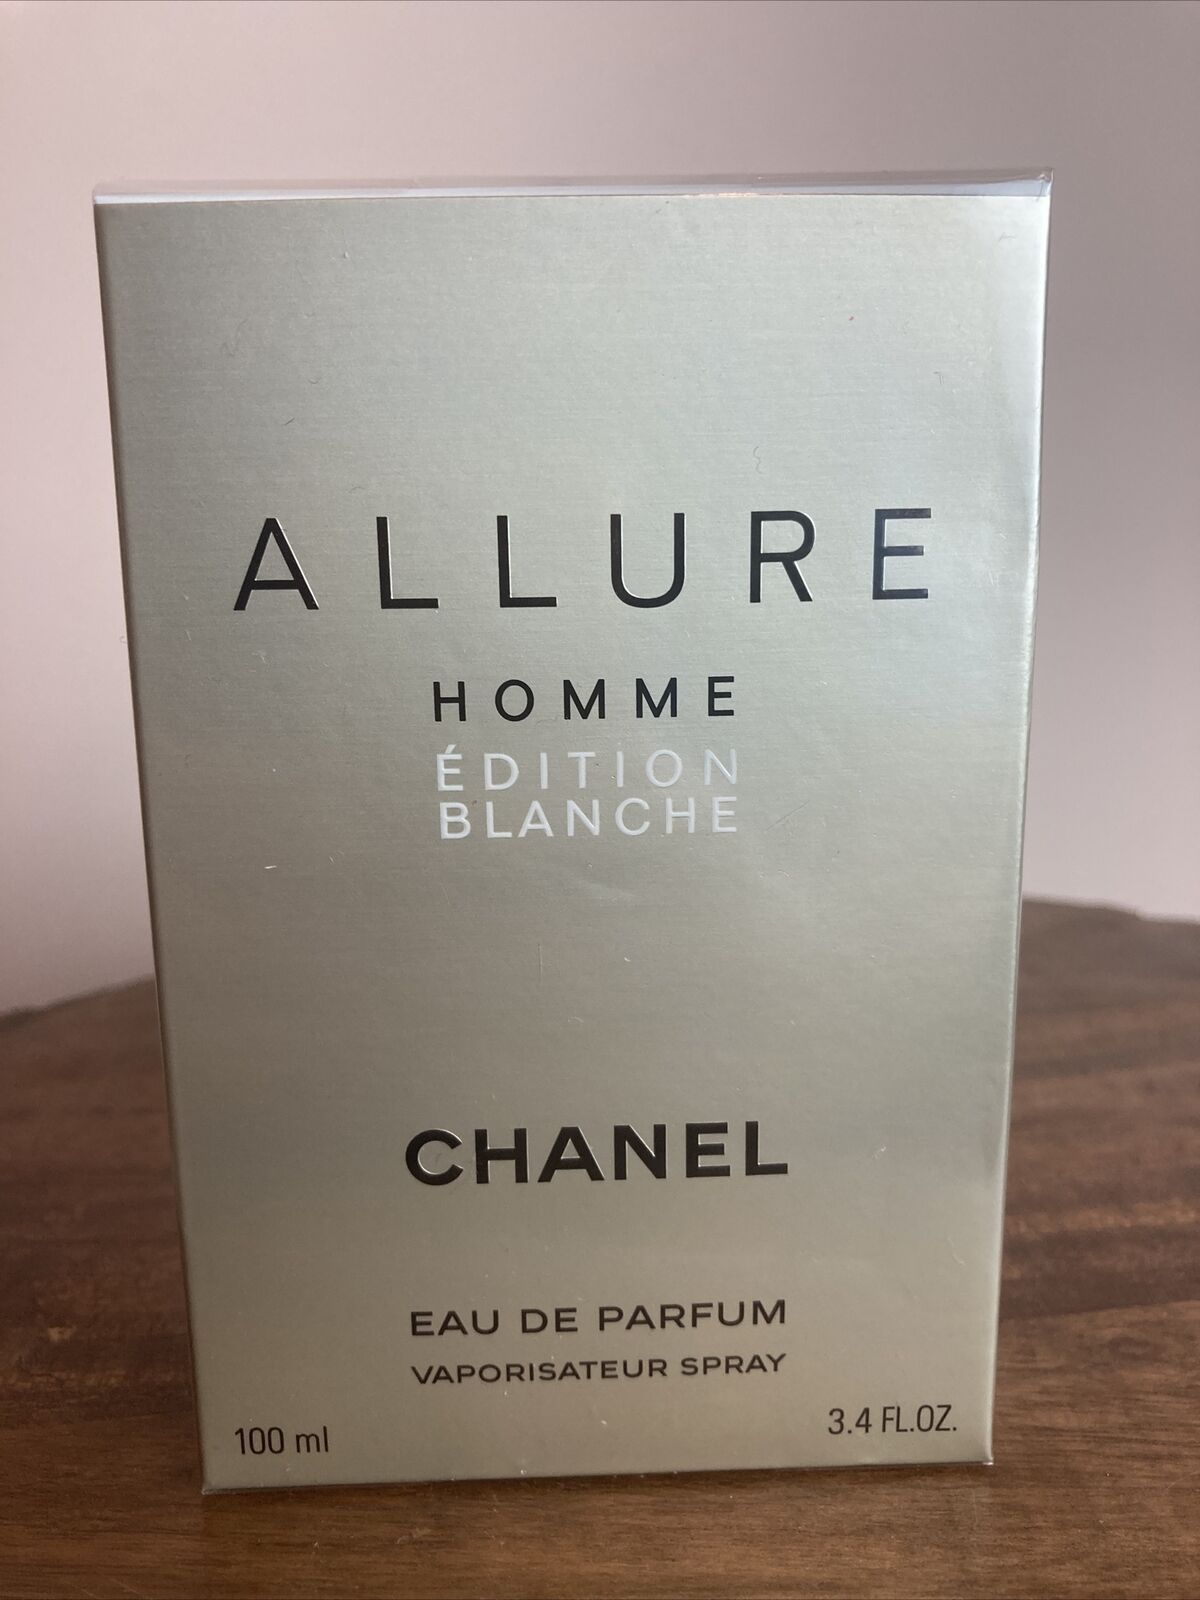 ALLURE
HOMME
ÉDITION
BLANCHE
CHANEL
EAU DE PARFUM
VAPORISATEUR SPRAY
100 ml 3.4 FL.OZ.